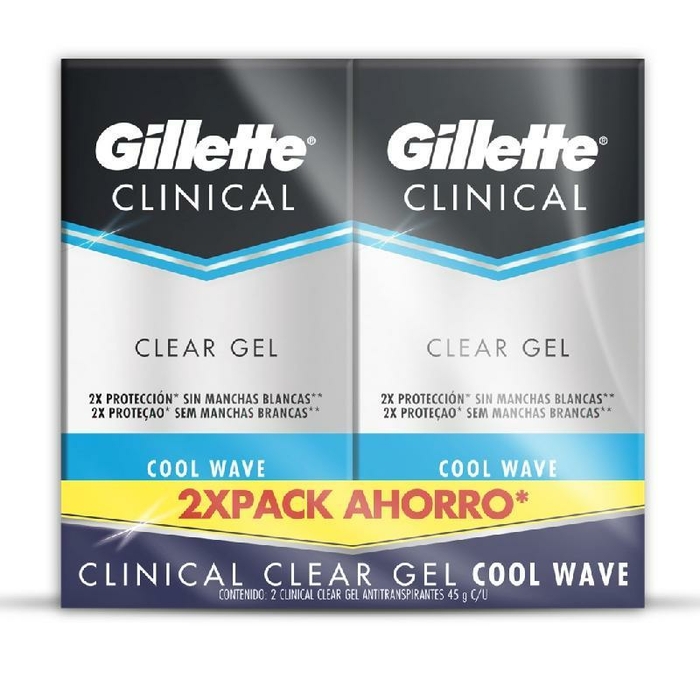 Gillette®
CLINICAL
CLEAR GEL
2X PROTECCIÓN* SIN MANCHAS BLANCAS**
2X PROTEÇAO* SEM MANCHAS BRANCAS**
COOL WAVE
Gillette®
CLINICAL
CLEAR GEL
2X PROTECCIÓN* SIN MANCHAS BLANCAS**
2X PROTEÇAO* SEM MANCHAS BRANCAS**
COOL WAVE
2XPACK AHORRO*
CLINICAL CLEAR GEL COOL WAVE
CONTENIDO: 2 CLINICAL CLEAR GEL ANTITRANSPIRANTES 45 g C/U